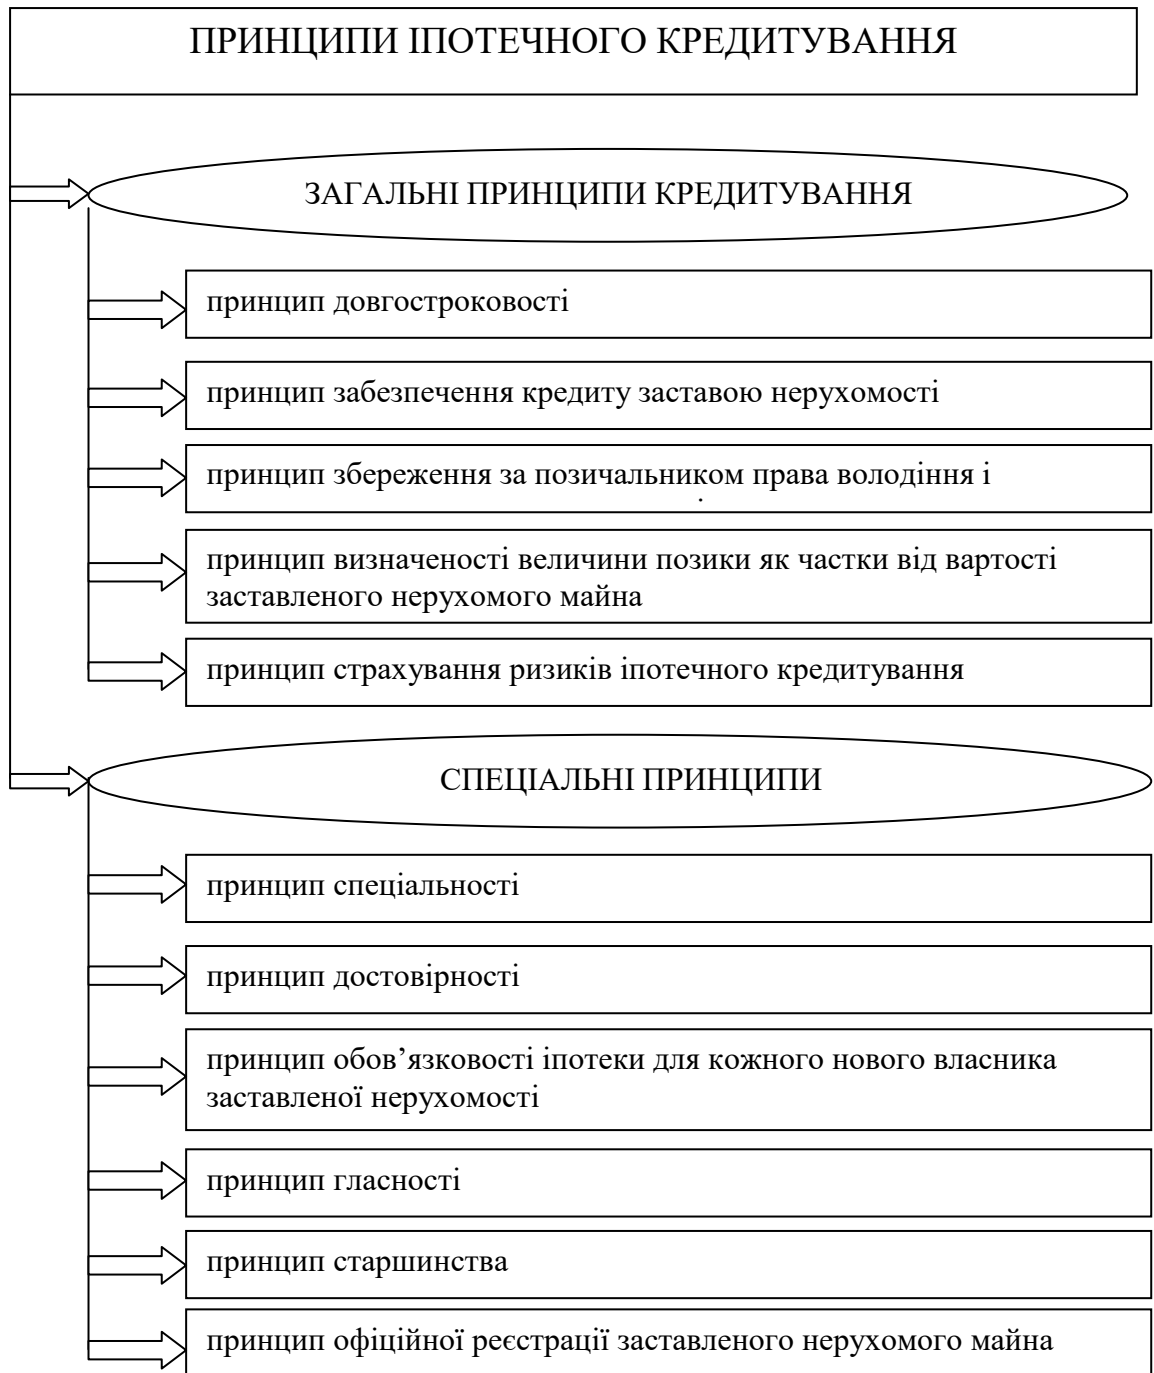 ПРИНЦИПИ ІПОТЕЧНОГО КРЕДИТУВАННЯ
ЗАГАЛЬНІ ПРИНЦИПИ КРЕДИТУВАННЯ
принцип довгостроковості
принцип забезпечення кредиту заставою нерухомості
принцип збереження за позичальником права володіння і
принцип визначеності величини позики як частки від вартості
заставленого нерухомого майна
принцип страхування ризиків іпотечного кредитування
СПЕЦІАЛЬНІ ПРИНЦИПИ
принцип спеціальності
принцип достовірності
принцип обов’язковості іпотеки для кожного нового власника
заставленої нерухомості
принцип гласності
принцип старшинства
принцип офіційної реєстрації заставленого нерухомого майна